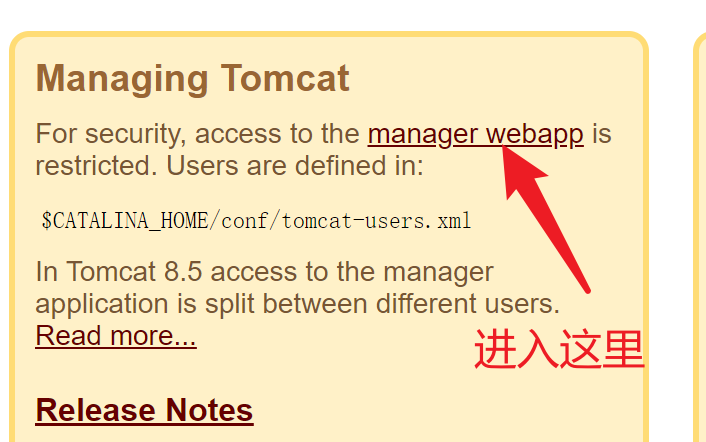 Managing Tomcat
For security, access to the manager webapp is
restricted. Users are defined in:
$CATALINA_HOME/conf/tomcat-users.xml
In Tomcat 8.5 access to the manager
application is split between different users.
Read more...
进入这里
Release Notes